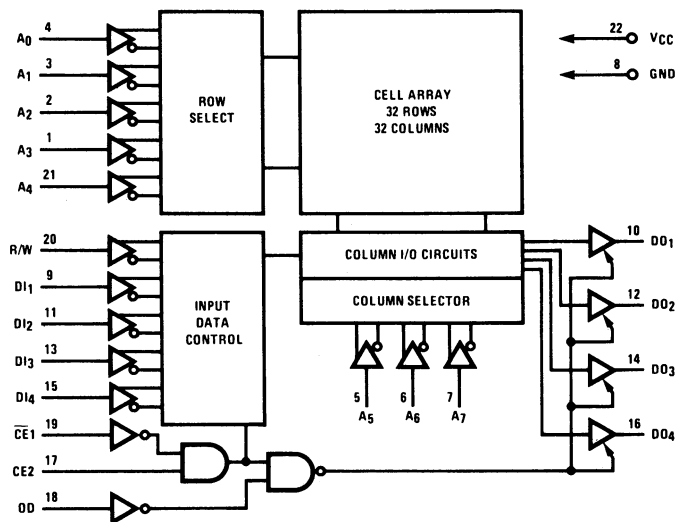 A0 4
A1 3
A2 2
A3 1
A4 21
ROW
SELECT
CELL ARRAY
32 ROWS
32 COLUMNS
22 VCC
8 GND
R/W 20
DI1 9
DI2 11
DI3 13
DI4 15
C̅E̅1 19
CE2 17
OD 18
INPUT
DATA
CONTROL
COLUMN I/O CIRCUITS
COLUMN SELECTOR
5 6 7
A5 A6 A7
10 DO1
12 DO2
14 DO3
16 DO4